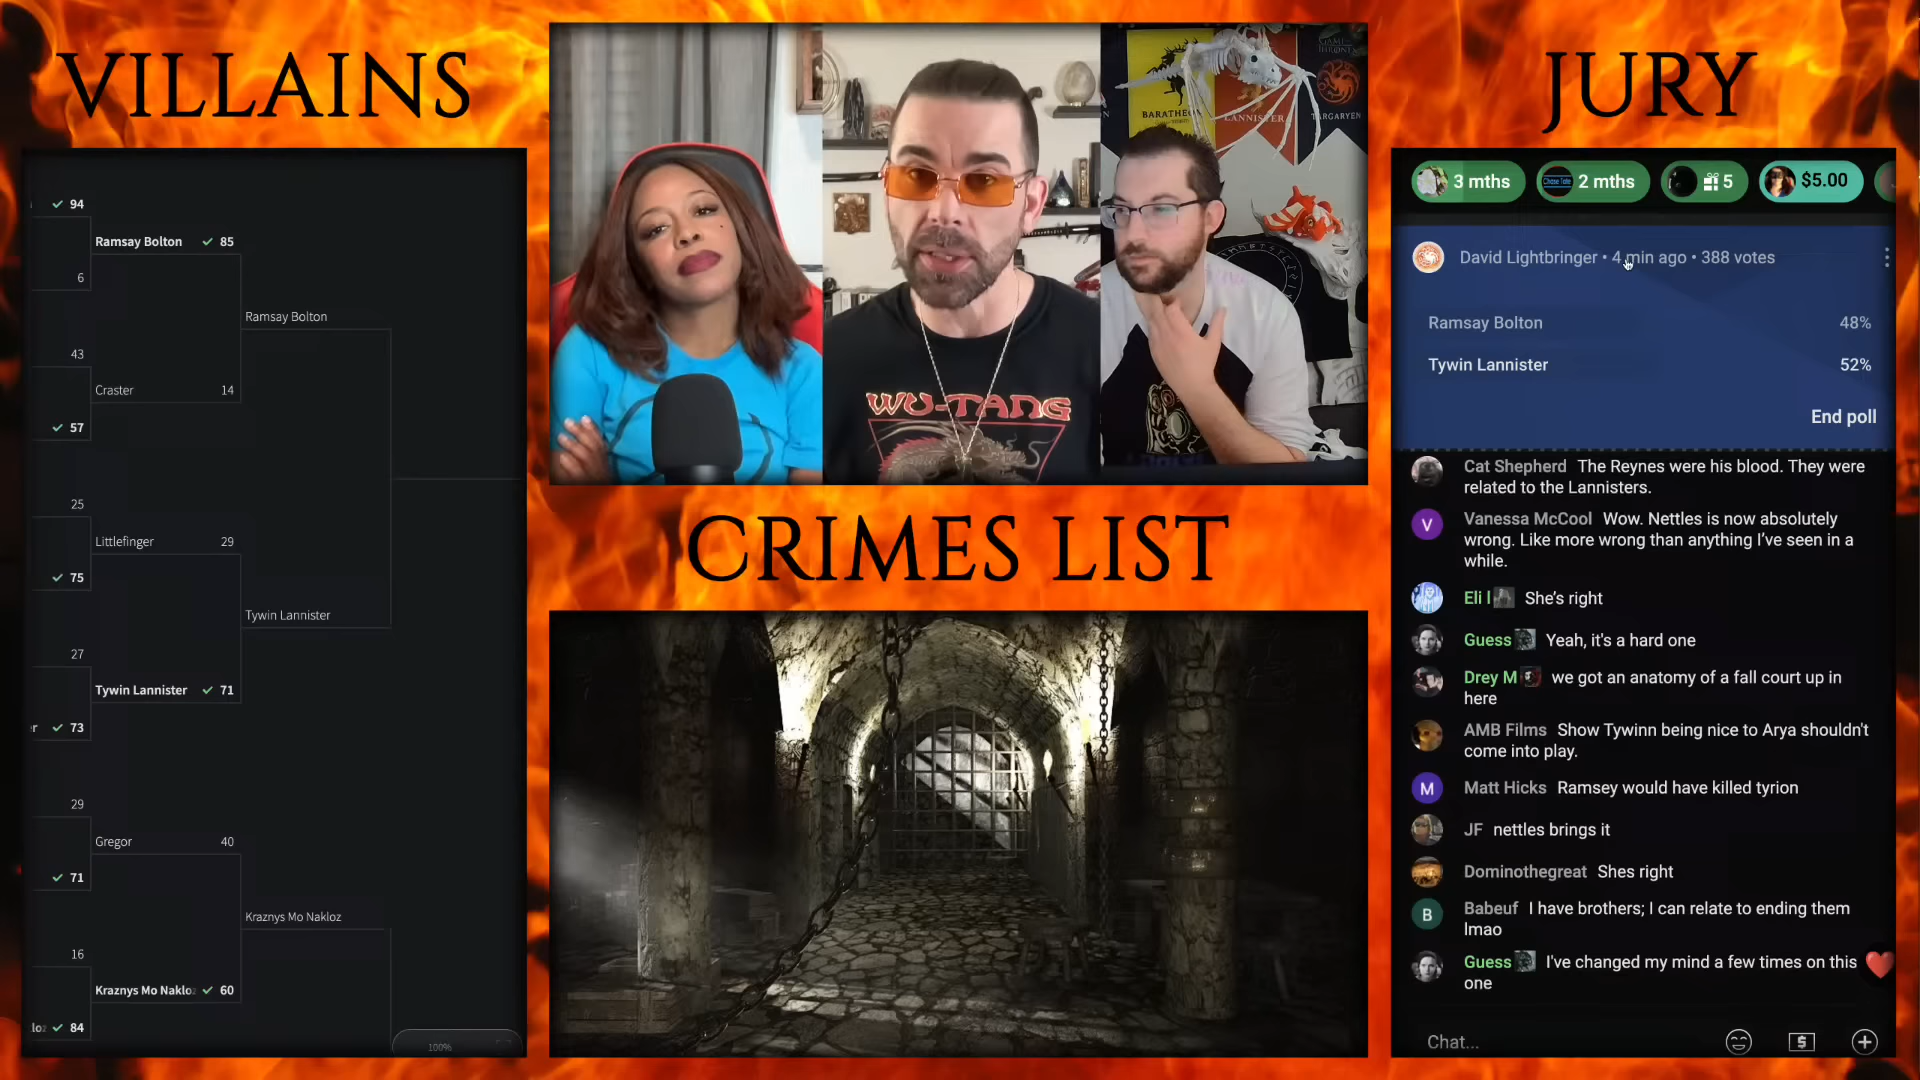 VILLAINS
94
Ramsay Bolton 85
6
Ramsay Bolton
43
Craster 14
57
25
Littlefinger 29
75
Tywin Lannister
27
Tywin Lannister 71
r 73
29
Gregor 40
71
Kraznys Mo Nakloz
16
Kraznys Mo Nakloz 60
loz 84
100%
BARATHEON
LANNISTER
GAME OF THRONES
TARGARYEN
WU-TANG
CRIMES LIST
JURY
3 mths
Chase Tate 2 mths
5
$5.00
David Lightbringer • 4 min ago • 388 votes
Ramsay Bolton 48%
Tywin Lannister 52%
End poll
Cat Shepherd The Reynes were his blood. They were
related to the Lannisters.
V Vanessa McCool Wow. Nettles is now absolutely
wrong. Like more wrong than anything I've seen in a
while.
Eli l She's right
Guess Yeah, it's a hard one
Drey M we got an anatomy of a fall court up in
here
AMB Films Show Tywinn being nice to Arya shouldn't
come into play.
M Matt Hicks Ramsey would have killed tyrion
JF nettles brings it
Dominothegreat Shes right
B Babeuf I have brothers; I can relate to ending them
lmao
Guess I've changed my mind a few times on this
one
Chat...